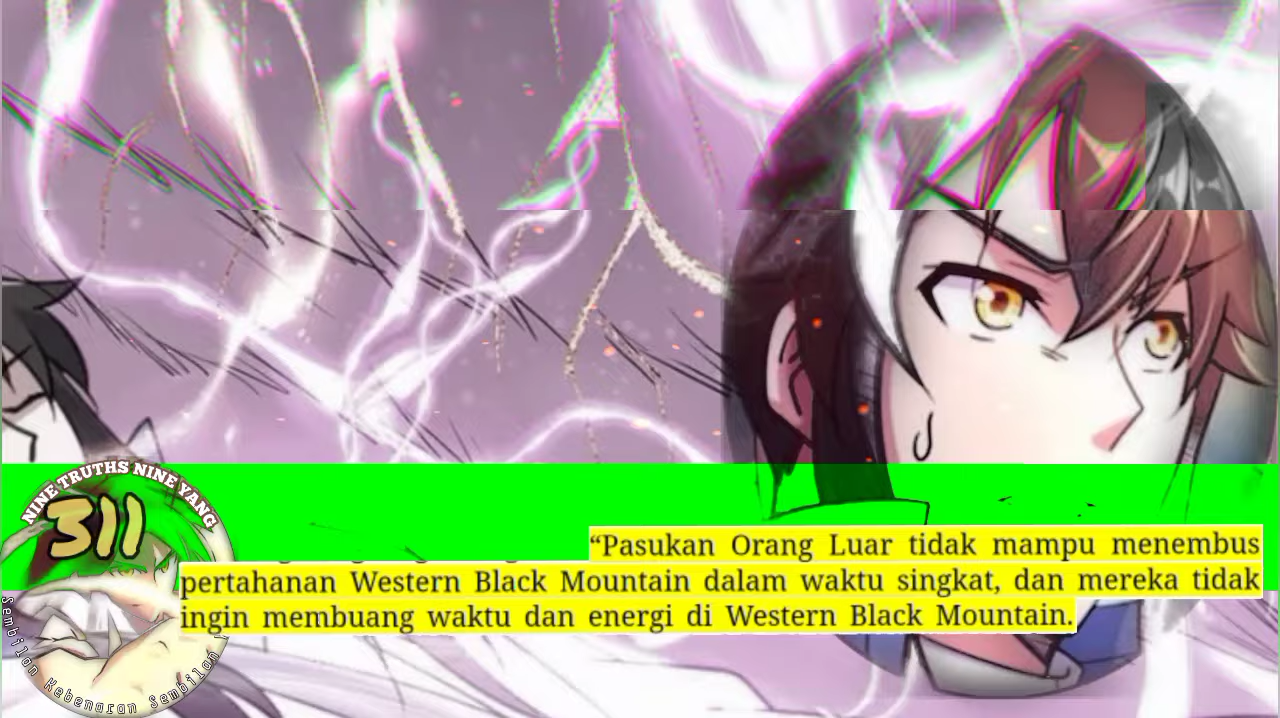 NINE TRUTHS NINE YANG
311
“Pasukan Orang Luar tidak mampu menembus
pertahanan Western Black Mountain dalam waktu singkat, dan mereka tidak
ingin membuang waktu dan energi di Western Black Mountain.
Sembilan Kebenaran Sembilan